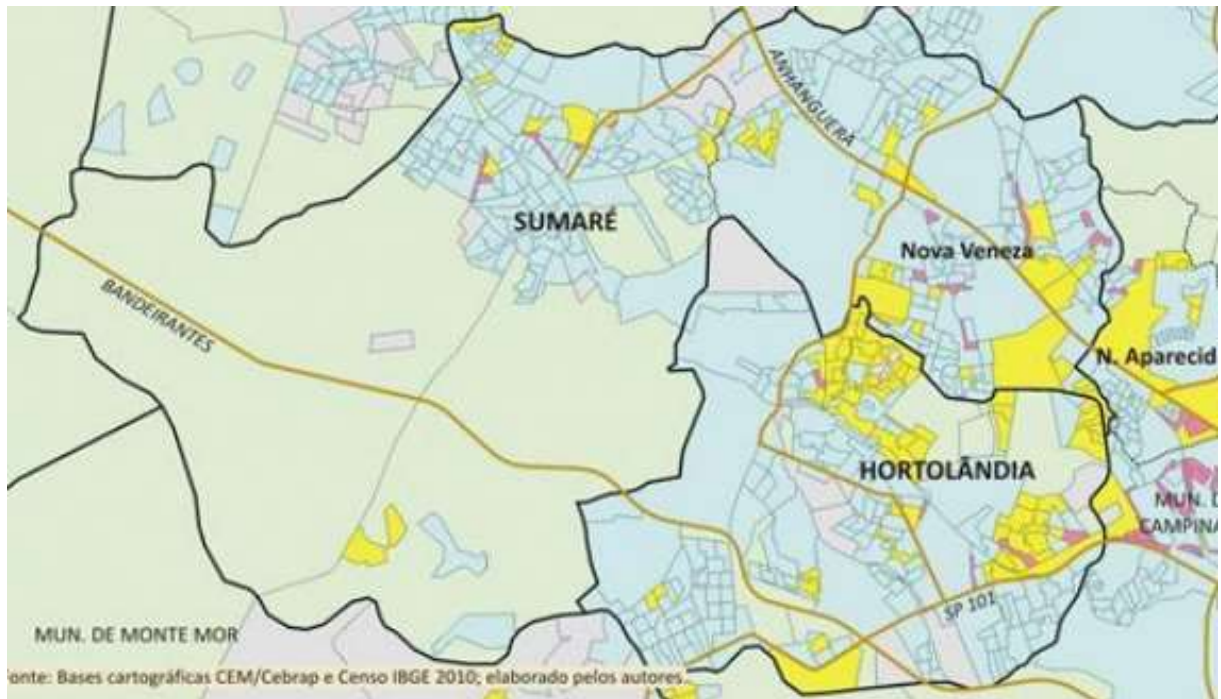 ANHANGUERA
SUMARÉ
Nova Veneza
BANDEIRANTES
N. Aparecid
HORTOLÂNDIA
MUN. D
CAMPINA
SP 101
MUN. DE MONTE MOR
onte: Bases cartográficas CEM/Cebrap e Censo IBGE 2010; elaborado pelos autores.